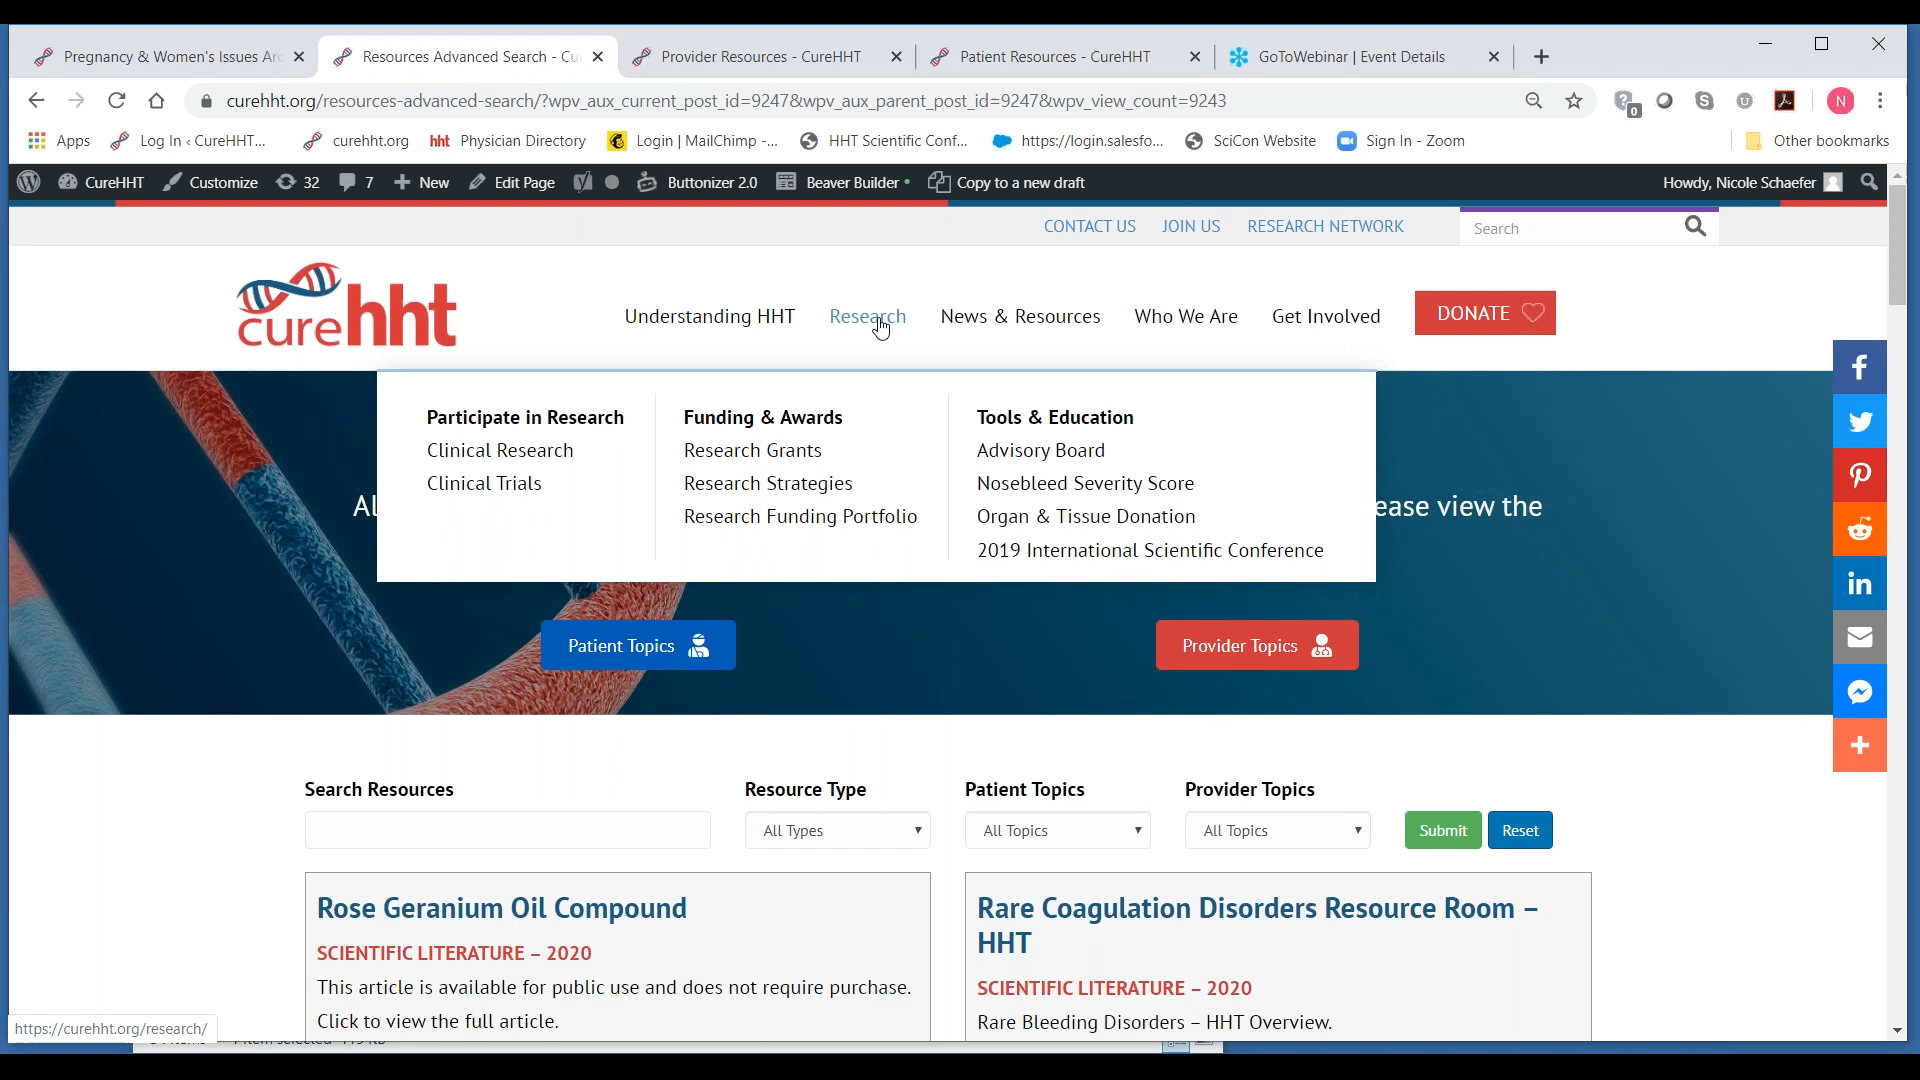 Pregnancy & Women's Issues Arc
Resources Advanced Search - Cu
Provider Resources - CureHHT
Patient Resources - CureHHT
GoToWebinar | Event Details
curehht.org/resources-advanced-search/?wpv_aux_current_post_id=9247&wpv_aux_parent_post_id=9247&wpv_view_count=9243
0
N
Apps
Log In ‹ CureHHT...
curehht.org
hht Physician Directory
Login | MailChimp -...
HHT Scientific Conf...
https://login.salesfo...
SciCon Website
Sign In - Zoom
Other bookmarks
CureHHT
Customize
32
7
New
Edit Page
Buttonizer 2.0
Beaver Builder
Copy to a new draft
Howdy, Nicole Schaefer
CONTACT US
JOIN US
RESEARCH NETWORK
Search
curehht
Understanding HHT
Research
News & Resources
Who We Are
Get Involved
DONATE
Participate in Research
Clinical Research
Clinical Trials
Funding & Awards
Research Grants
Research Strategies
Research Funding Portfolio
Tools & Education
Advisory Board
Nosebleed Severity Score
Organ & Tissue Donation
2019 International Scientific Conference
Al
ease view the
Patient Topics
Provider Topics
Search Resources
Resource Type
All Types
Patient Topics
All Topics
Provider Topics
All Topics
Submit
Reset
Rose Geranium Oil Compound
SCIENTIFIC LITERATURE – 2020
This article is available for public use and does not require purchase.
Click to view the full article.
Rare Coagulation Disorders Resource Room –
HHT
SCIENTIFIC LITERATURE – 2020
Rare Bleeding Disorders – HHT Overview.
https://curehht.org/research/